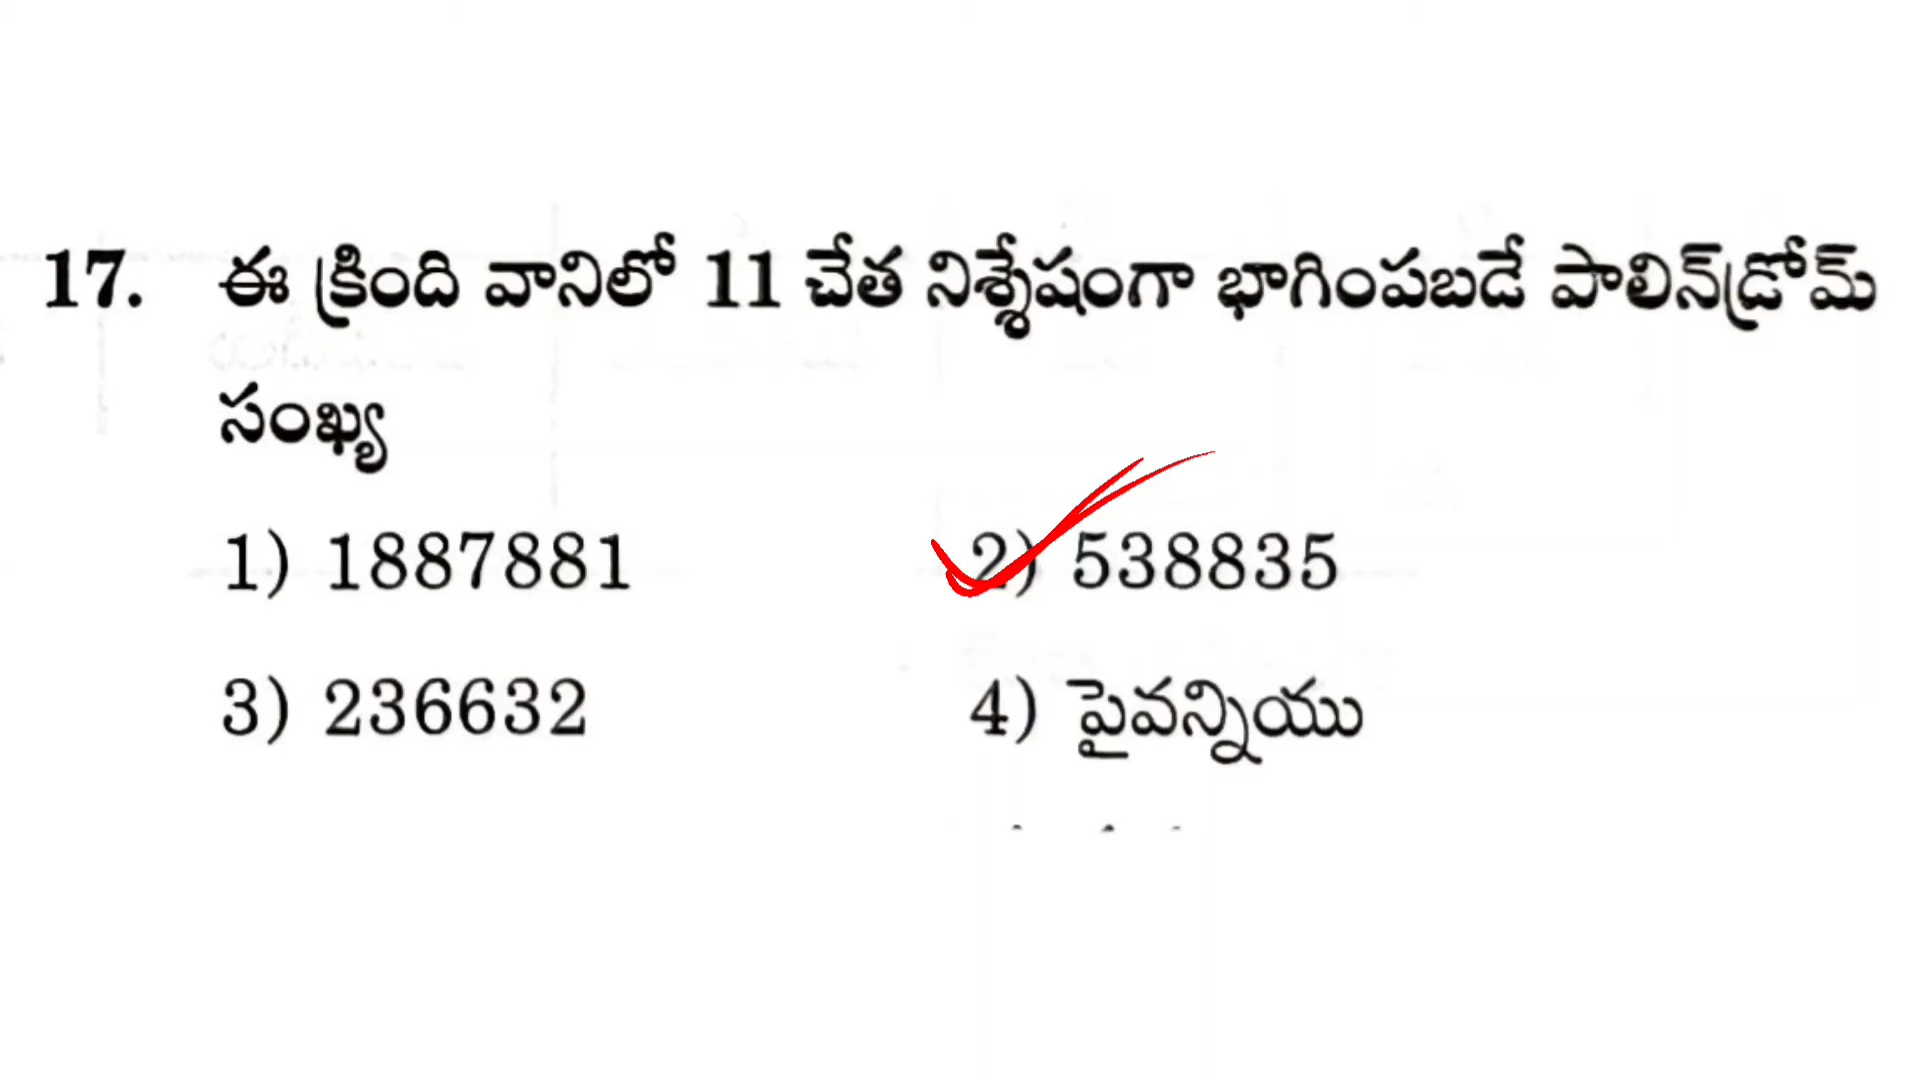 17. ఈ క్రింది వానిలో 11 చేత నిశ్శేషంగా భాగింపబడే పాలిన్‌డ్రోమ్
సంఖ్య
1) 1887881 2) 538835
3) 236632 4) పైవన్నియు